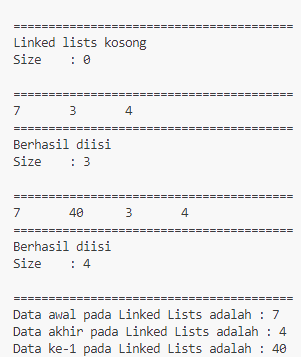 ========================================
Linked lists kosong
Size    : 0
========================================
7       3       4
========================================
Berhasil diisi
Size    : 3
========================================
7       40      3       4
========================================
Berhasil diisi
Size    : 4
========================================
Data awal pada Linked Lists adalah : 7
Data akhir pada Linked Lists adalah : 4
Data ke-1 pada Linked Lists adalah : 40